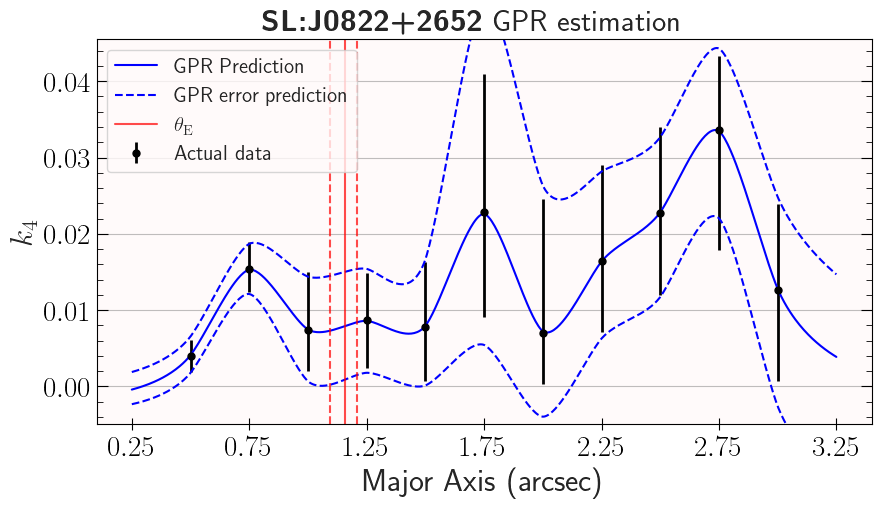 SL:J0822+2652 GPR estimation
GPR Prediction
GPR error prediction
θE
Actual data
k4
0.04
0.03
0.02
0.01
0.00
0.25 0.75 1.25 1.75 2.25 2.75 3.25
Major Axis (arcsec)